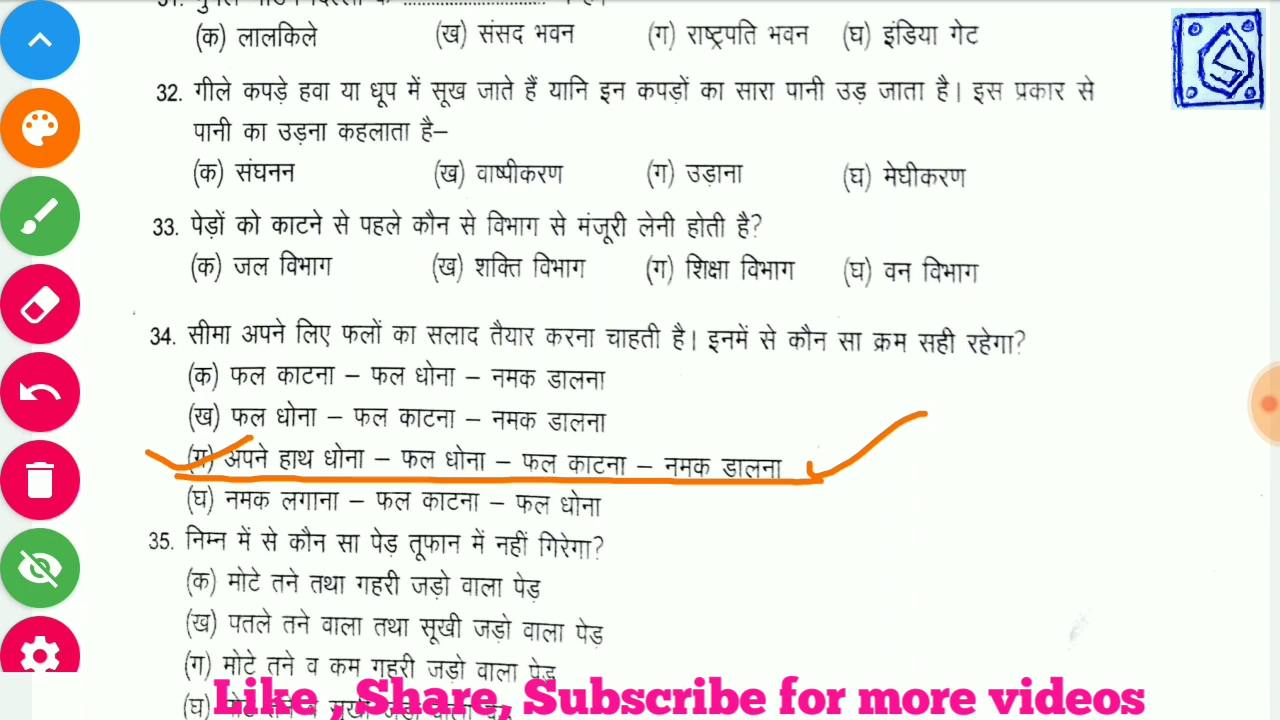 (क) लालकिले (ख) संसद भवन (ग) राष्ट्रपति भवन (घ) इंडिया गेट
32. गीले कपड़े हवा या धूप में सूख जाते हैं यानि इन कपड़ों का सारा पानी उड़ जाता है। इस प्रकार से
पानी का उड़ना कहलाता है–
(क) संघनन (ख) वाष्पीकरण (ग) उड़ाना (घ) मेघीकरण
33. पेड़ों को काटने से पहले कौन से विभाग से मंजूरी लेनी होती है?
(क) जल विभाग (ख) शक्ति विभाग (ग) शिक्षा विभाग (घ) वन विभाग
34. सीमा अपने लिए फलों का सलाद तैयार करना चाहती है। इनमें से कौन सा क्रम सही रहेगा?
(क) फल काटना – फल धोना – नमक डालना
(ख) फल धोना – फल काटना – नमक डालना
(ग) अपने हाथ धोना – फल धोना – फल काटना – नमक डालना
(घ) नमक लगाना – फल काटना – फल धोना
35. निम्न में से कौन सा पेड़ तूफान में नहीं गिरेगा?
(क) मोटे तने तथा गहरी जड़ो वाला पेड़
(ख) पतले तने वाला तथा सूखी जड़ो वाला पेड़
(ग) मोटे तने व कम गहरी जड़ो वाला पेड़
(घ)
Like , Share, Subscribe for more videos